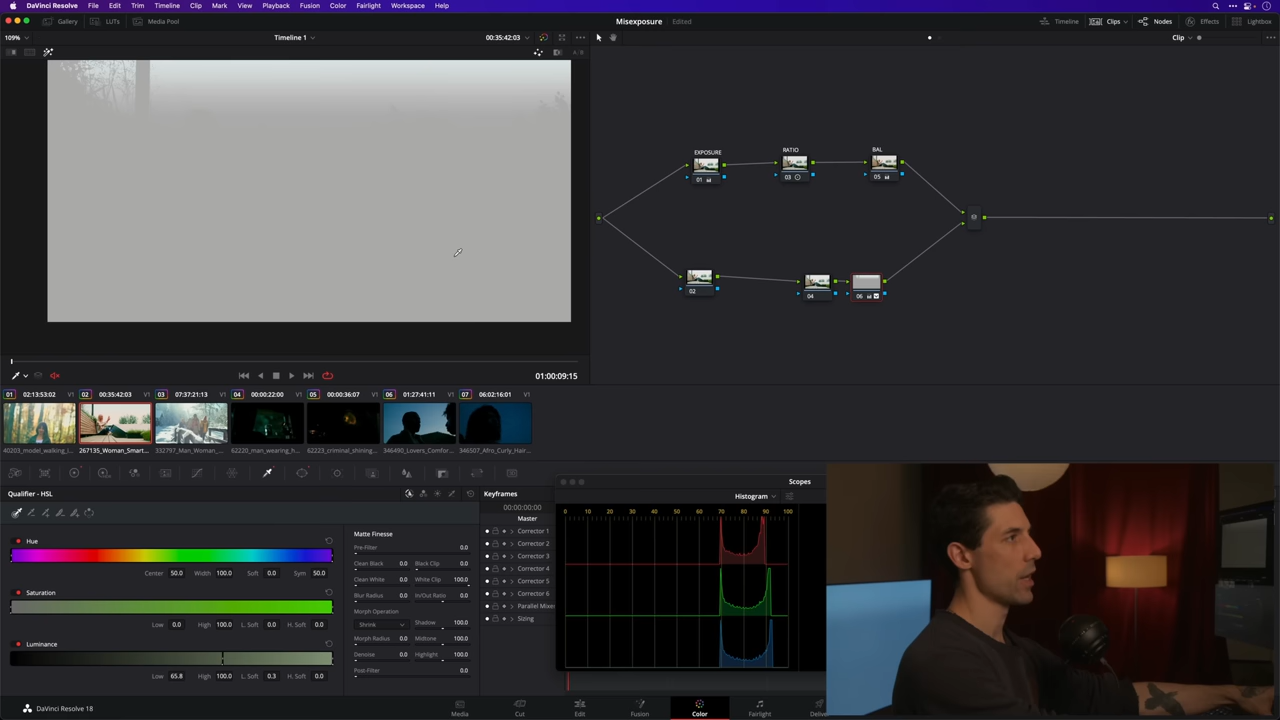 DaVinci Resolve File Edit Trim Timeline Clip Mark View Playback Fusion Color Fairlight Workspace Help
Gallery LUTs Media Pool Misexposure Edited Timeline Clips Nodes Effects Lightbox
109% Timeline 1 00:35:42:03 Clip
EXPOSURE RATIO BAL
01 03 05
02 04 06
01:00:09:15
01 02:13:53:02 V1 02 00:35:42:03 V1 03 07:37:21:13 V1 04 00:00:22:00 V1 05 00:00:36:07 V1 06 01:27:41:11 V1 07 06:02:16:01 V1
40203_model_walking_i... 267135_Woman_Smart... 332797_Man_Woman_... 62220_man_wearing_h... 62223_criminal_shining... 346490_Lovers_Comfor... 346507_Afro_Curly_Hair...
Scopes
Qualifier - HSL Keyframes Histogram
00:00:00:00
0 10 20 30 40 50 60 70 80 90 100
Master
Hue Matte Finesse Corrector 1
Pre-Filter 0.0 Corrector 2
Clean Black 0.0 Black Clip 0.0 Corrector 3
Center 50.0 Width 100.0 Soft 0.0 Sym 50.0 Clean White 0.0 White Clip 100.0 Corrector 4
Saturation Blur Radius 0.0 In/Out Ratio 0.0 Corrector 5
Morph Operation Corrector 6
Low 0.0 High 100.0 L. Soft 0.0 H. Soft 0.0 Shrink Shadow 100.0 Parallel Mixe
Luminance Morph Radius 0.0 Midtone 100.0 Sizing
Denoise 0.0 Highlight 100.0
Low 65.8 High 100.0 L. Soft 0.3 H. Soft 0.0 Post-Filter 0.0
DaVinci Resolve 18 Media Cut Edit Fusion Color Fairlight Deliver